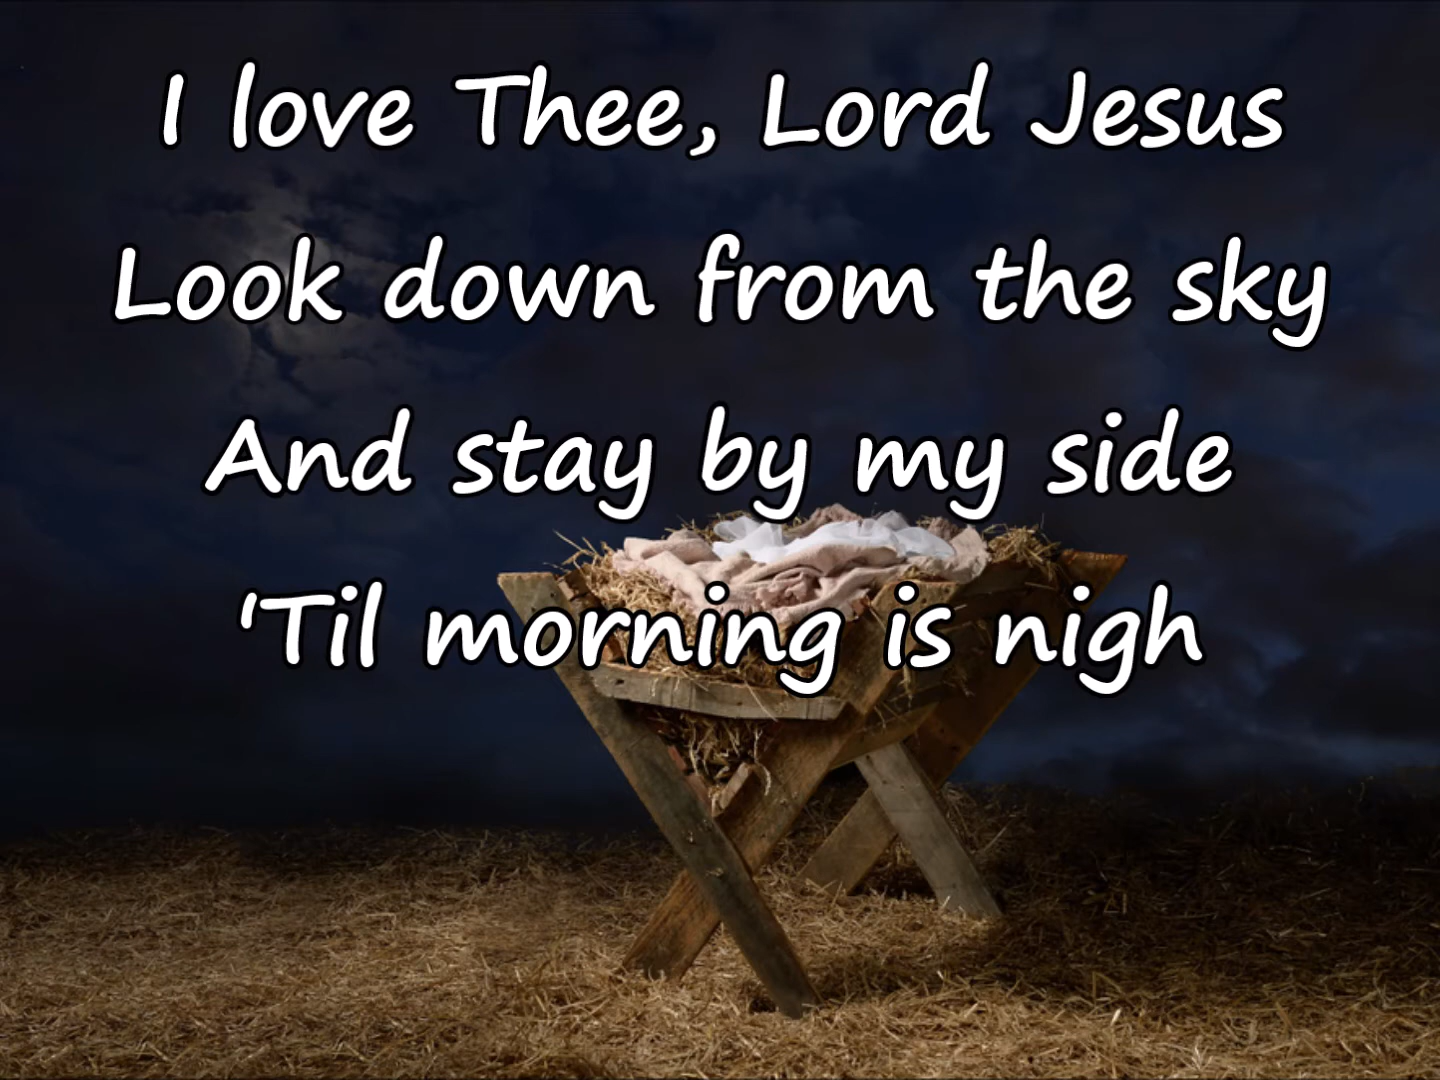 I love Thee, Lord Jesus
Look down from the sky
And stay by my side
'Til morning is nigh